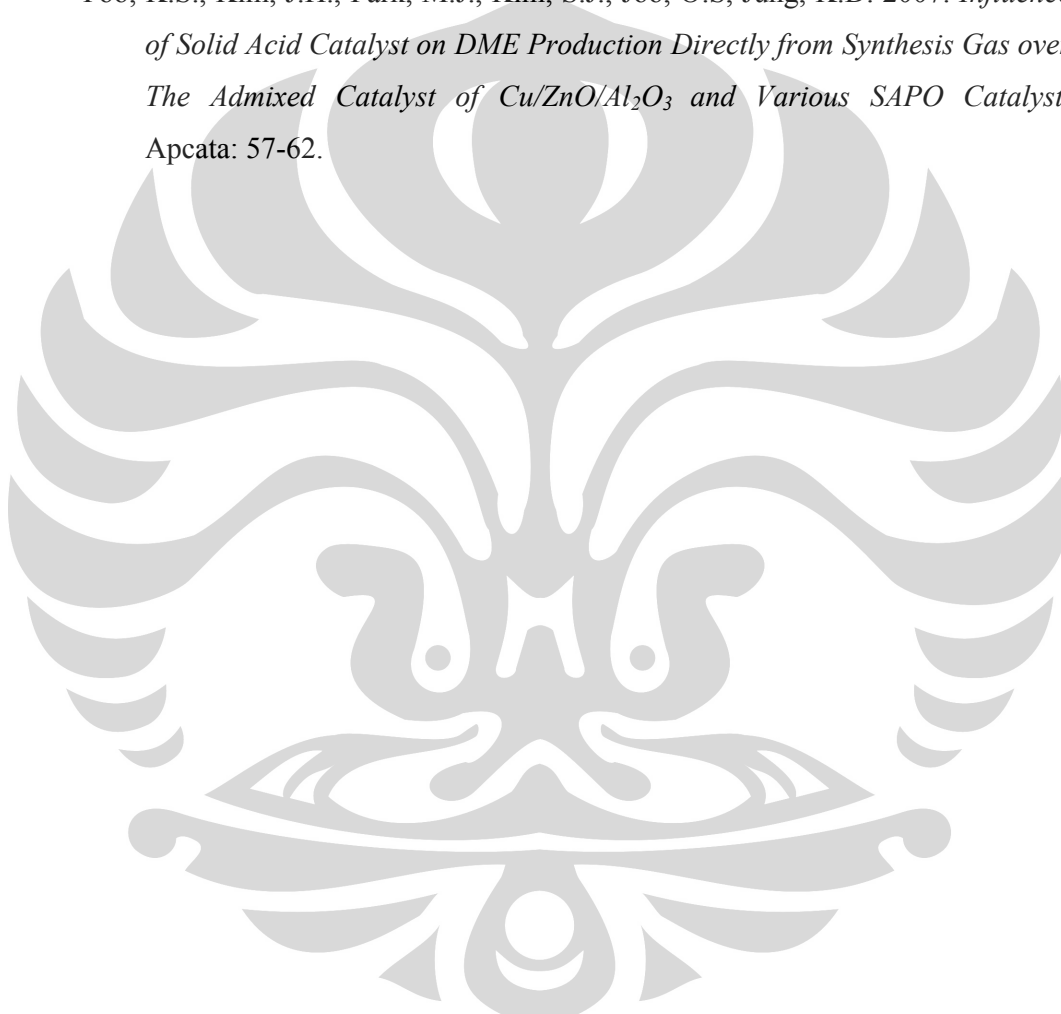 Yoo, K.S., Kim, J.H., Park, M.J., Kim, S.J., Joo, O.S, Jung, K.D. 2007. Influence
of Solid Acid Catalyst on DME Production Directly from Synthesis Gas over
The Admixed Catalyst of Cu/ZnO/Al₂O₃ and Various SAPO Catalyst
Apcata: 57-62.